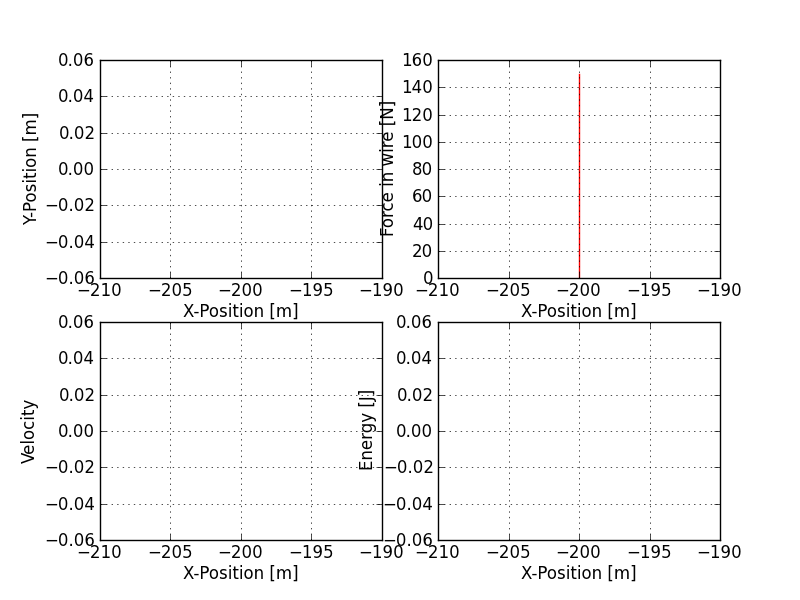 0.06
0.04
0.02
0.00
−0.02
−0.04
−0.06
Y-Position [m]
−210 −205 −200 −195 −190
X-Position [m]
160
140
120
100
80
60
40
20
0
Force in wire [N]
−210 −205 −200 −195 −190
X-Position [m]
0.06
0.04
0.02
0.00
−0.02
−0.04
−0.06
Velocity
−210 −205 −200 −195 −190
X-Position [m]
0.06
0.04
0.02
0.00
−0.02
−0.04
−0.06
Energy [J]
−210 −205 −200 −195 −190
X-Position [m]